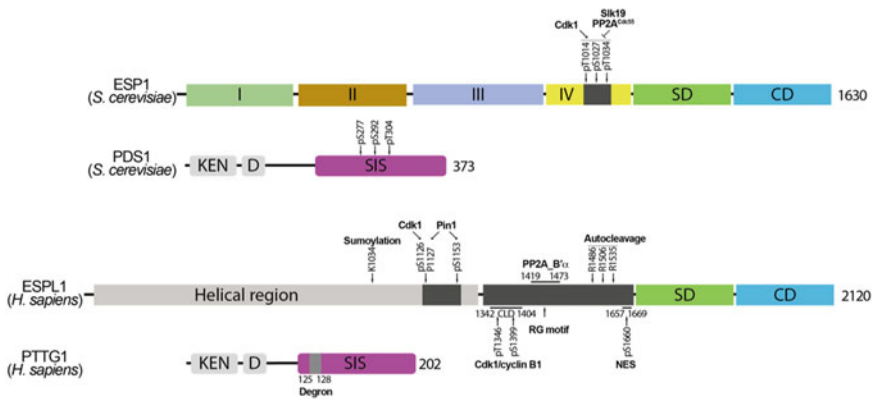 Slk19
Cdk1 PP2A^Cdc55
pT1014
pS1027
pT1034
ESP1
(S. cerevisiae)
I II III IV SD CD 1630
pS277
pS292
pT304
PDS1
(S. cerevisiae)
KEN D SIS 373
Cdk1 Pin1
Sumoylation
K1034
pS1126
P1127
pS1153
Autocleavage
PP2A_B'α
1419 1473
R1486
R1506
R1535
ESPL1
(H. sapiens)
Helical region SD CD 2120
1342 CLD 1404
pT1346
pS1399
RG motif
1657 1669
pS1660
Cdk1/cyclin B1
NES
PTTG1
(H. sapiens)
KEN D SIS 202
125 128
Degron